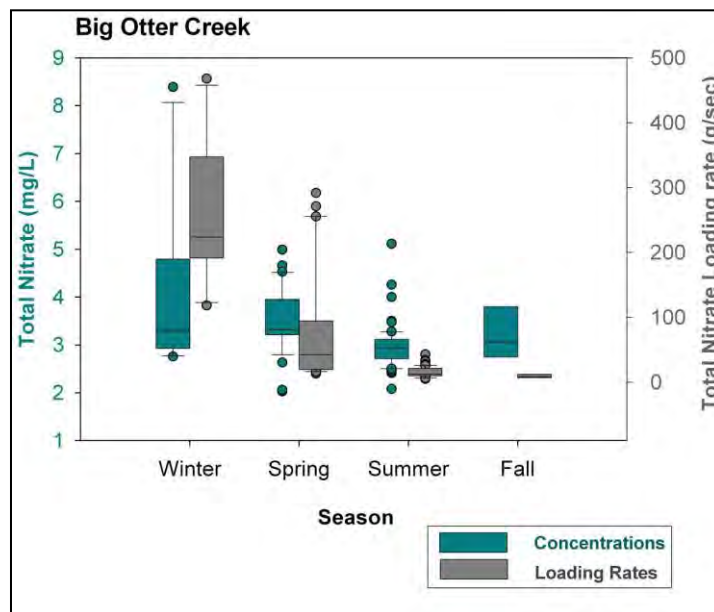 Big Otter Creek
Total Nitrate (mg/L)
9
8
7
6
5
4
3
2
1
500
400
300
200
100
0
Total Nitrate Loading rate (g/sec)
Winter
Spring
Summer
Fall
Season
Concentrations
Loading Rates